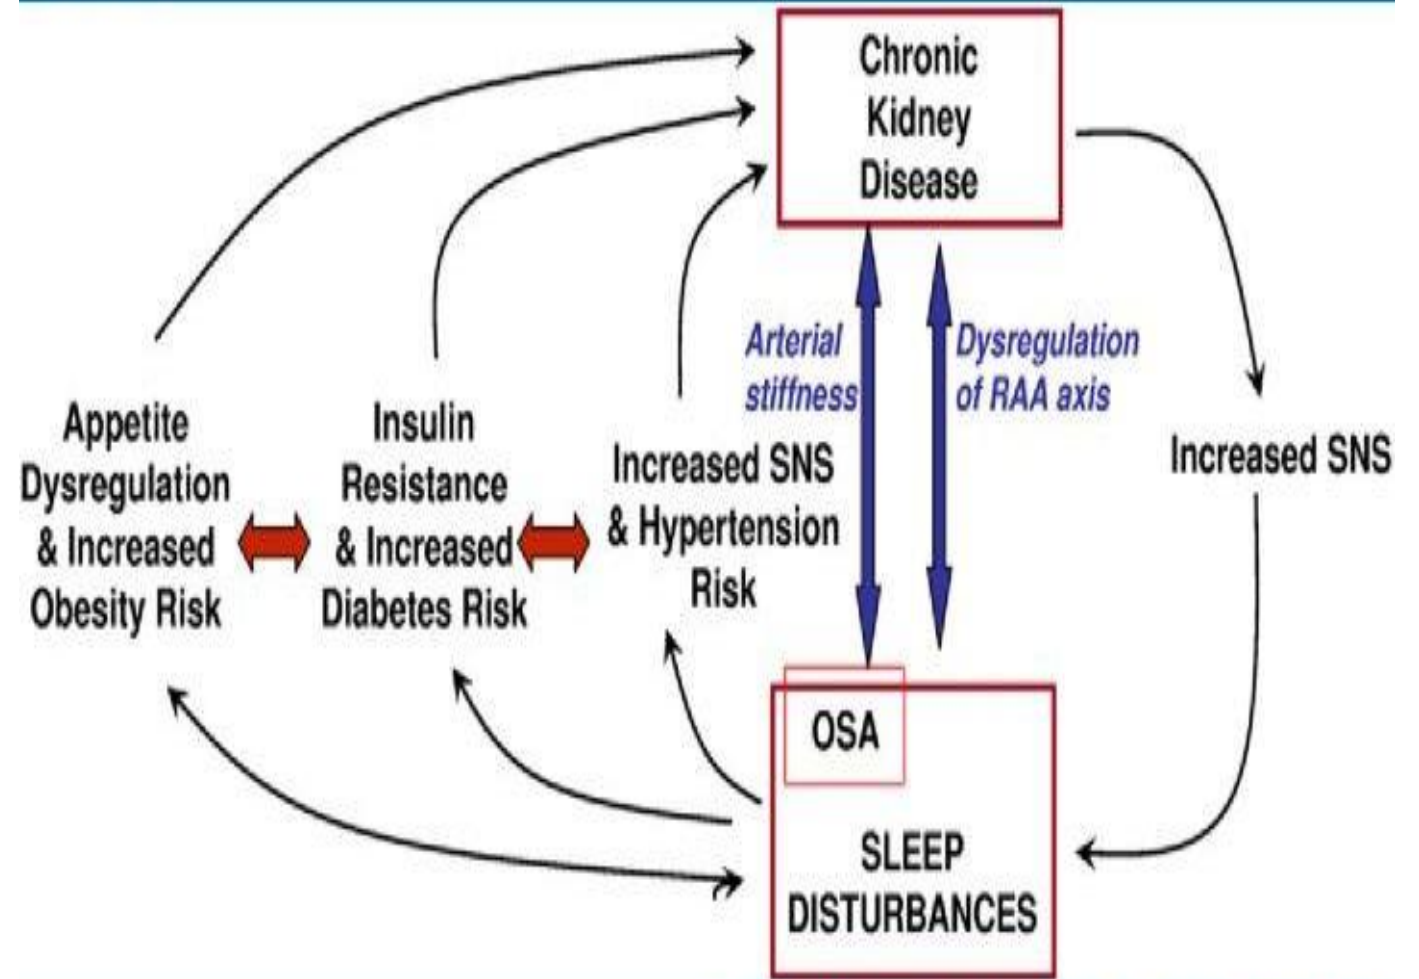 Chronic
Kidney
Disease
Arterial
stiffness
Dysregulation
of RAA axis
Appetite
Dysregulation
& Increased
Obesity Risk
Insulin
Resistance
& Increased
Diabetes Risk
Increased SNS
& Hypertension
Risk
Increased SNS
OSA
SLEEP
DISTURBANCES